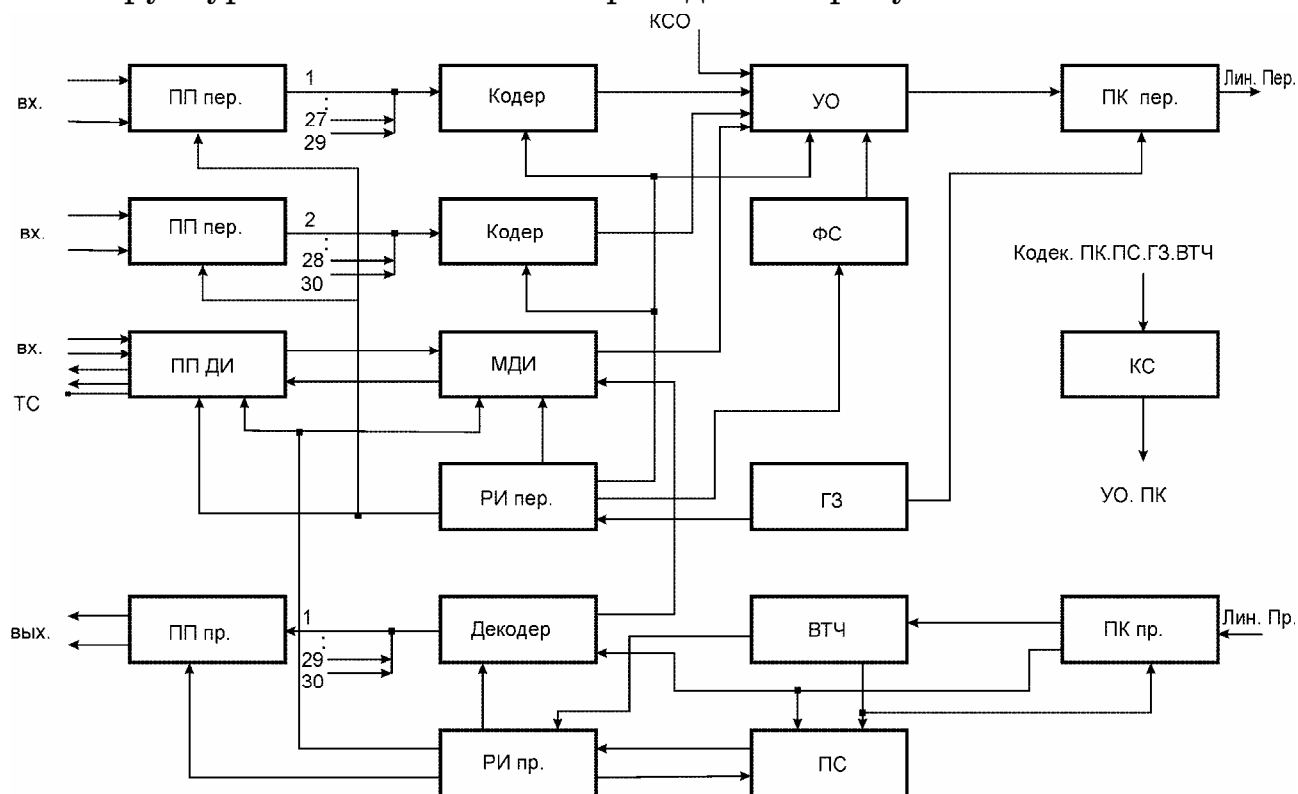 КСО
ПП пер.
1
:
27
29
Кодер
УО
ПК пер.
Лин. Пер.
вх.
ПП пер.
2
:
28
30
Кодер
ФС
вх.
Кодек. ПК.ПС.ГЗ.ВТЧ
вх.
ПП ДИ
МДИ
КС
ТС
РИ пер.
ГЗ
УО. ПК
вых.
ПП пр.
1
:
29
30
Декодер
ВТЧ
ПК пр.
Лин. Пр.
РИ пр.
ПС